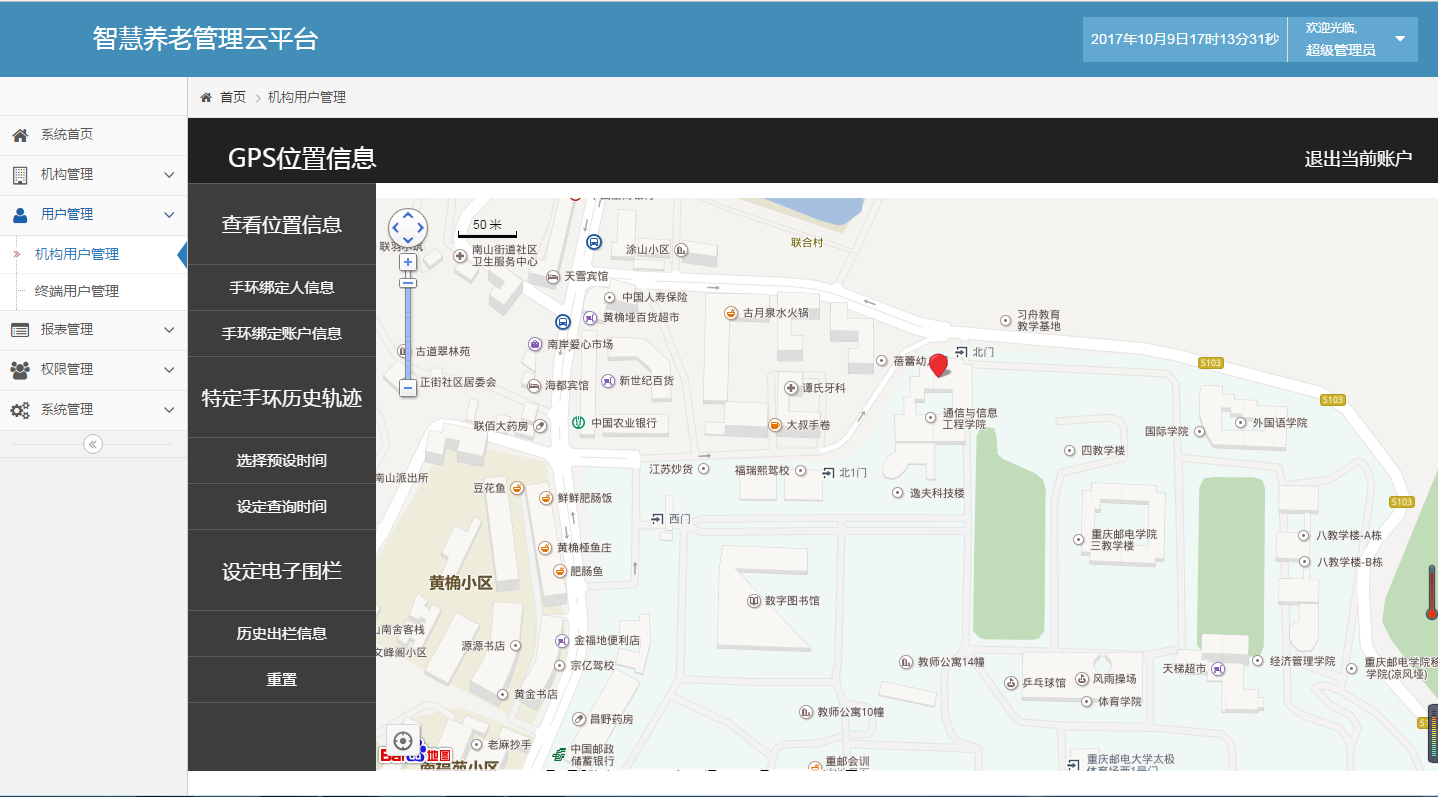 智慧养老管理云平台
2017年10月9日17时13分31秒
欢迎光临,
超级管理员
首页
机构用户管理
系统首页
机构管理
用户管理
机构用户管理
终端用户管理
报表管理
权限管理
系统管理
GPS位置信息
退出当前账户
查看位置信息
手环绑定人信息
手环绑定账户信息
特定手环历史轨迹
选择预设时间
设定查询时间
设定电子围栏
历史出栏信息
重置
50 米
南山街道社区
卫生服务中心
涂山小区
联合村
天雪宾馆
中国人寿保险
黄桷垭百货超市
古月泉水火锅
习舟教育
教学基地
南岸爱心市场
古道翠林苑
蓓蕾幼
北门
S103
正街社区居委会
海都宾馆
新世纪百货
谭氏牙科
S103
联佰大药房
中国农业银行
大叔手卷
通信与信息
工程学院
国际学院
外国语学院
四教学楼
江苏炒货
福瑞熙驾校
北1门
南山派出所
豆花鱼
鲜鲜肥肠饭
逸夫科技楼
S103
西门
黄桷垭鱼庄
重庆邮电学院
三教学楼
八教学楼-A栋
八教学楼-B栋
肥肠鱼
黄桷小区
数字图书馆
山南舍客栈
文峰阁小区
源源书店
金福地便利店
宗亿驾校
教师公寓14幢
天梯超市
经济管理学院
重庆邮电学院移
学院(凉风垭)
乒乓球馆
风雨操场
体育学院
黄金书店
昌野药房
教师公寓10幢
老麻抄手
中国邮政
储蓄银行
重邮会训
重庆邮电大学太极
Bai
地图